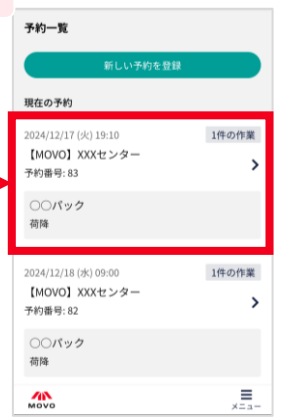 予約一覧
新しい予約を登録
現在の予約
2024/12/17 (火) 19:10 1件の作業
【MOVO】XXXセンター
予約番号: 83
○○パック
荷降
2024/12/18 (水) 09:00 1件の作業
【MOVO】XXXセンター
予約番号: 82
○○パック
荷降
MOVO メニュー